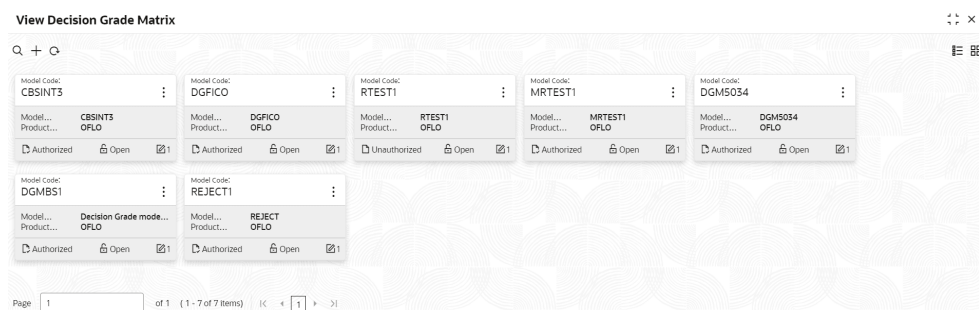 View Decision Grade Matrix
Model Code:
CBSINT3
Model... CBSINT3
Product... OFLO
Authorized Open 1
Model Code:
DGFICO
Model... DGFICO
Product... OFLO
Authorized Open 1
Model Code:
RTEST1
Model... RTEST1
Product... OFLO
Unauthorized Open 1
Model Code:
MRTEST1
Model... MRTEST1
Product... OFLO
Authorized Open 1
Model Code:
DGM5034
Model... DGM5034
Product... OFLO
Authorized Open 1
Model Code:
DGMBS1
Model... Decision Grade mode...
Product... OFLO
Authorized Open 1
Model Code:
REJECT1
Model... REJECT
Product... OFLO
Authorized Open 1
Page 1 of 1 (1 - 7 of 7 items) 1